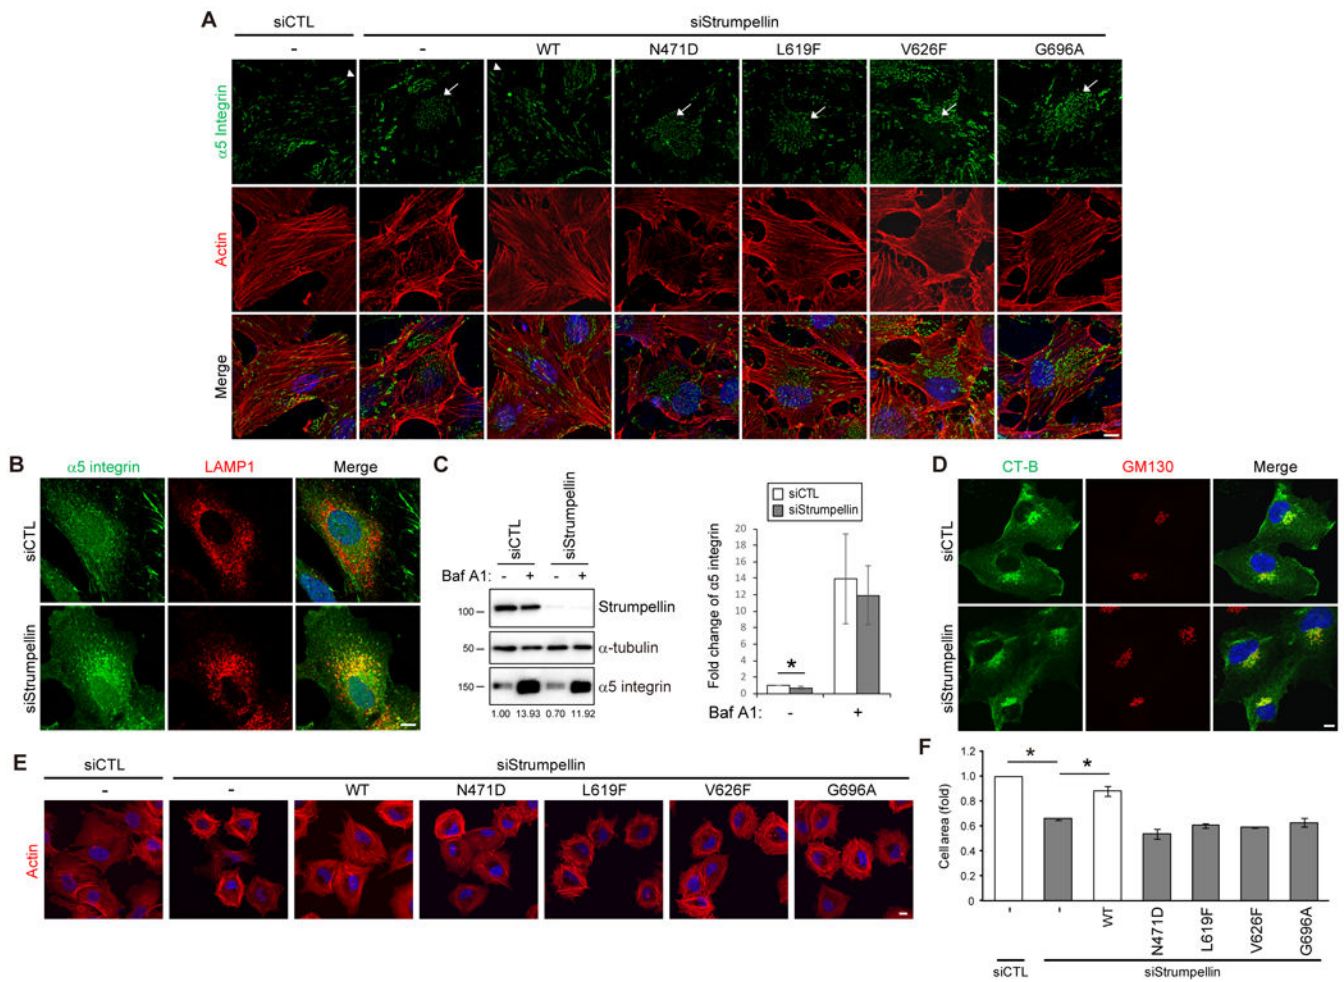 A
siCTL
siStrumpellin
-
-
WT
N471D
L619F
V626F
G696A
α5 Integrin
Actin
Merge
B
α5 integrin
LAMP1
Merge
siCTL
siStrumpellin
C
siCTL
siStrumpellin
Baf A1: - + - +
100
Strumpellin
50
α-tubulin
150
α5 integrin
1.00 13.93 0.70 11.92
siCTL
siStrumpellin
Fold change of α5 integrin
20
18
16
14
12
10
8
6
4
2
0
*
Baf A1: - +
D
CT-B
GM130
Merge
siCTL
siStrumpellin
E
siCTL
siStrumpellin
-
-
WT
N471D
L619F
V626F
G696A
Actin
F
Cell area (fold)
1.2
1.0
0.8
0.6
0.4
0.2
0
*
*
-
-
WT
N471D
L619F
V626F
G696A
siCTL
siStrumpellin